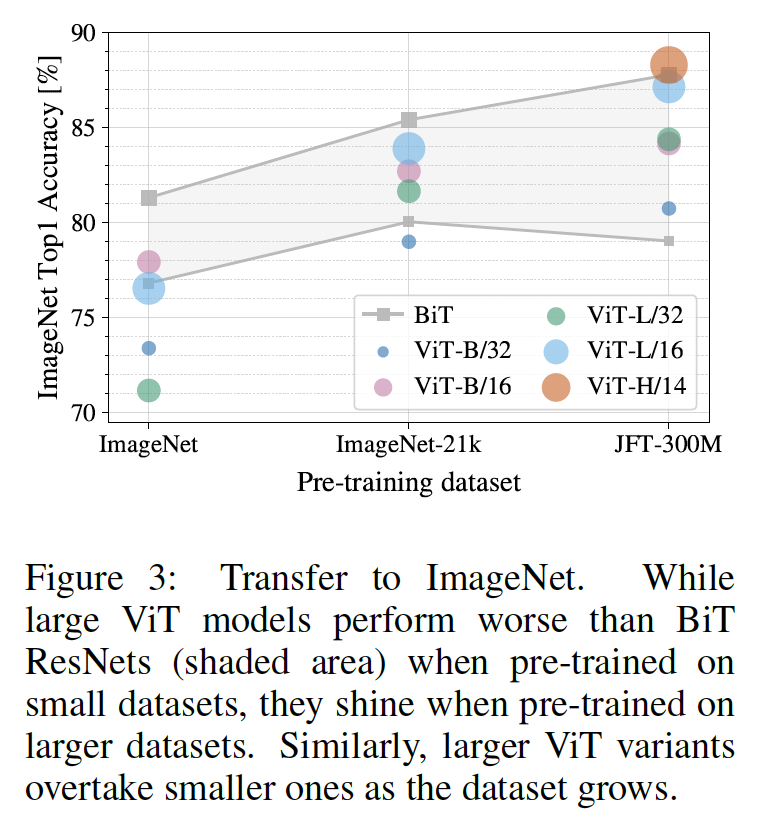 90
85
80
75
70
ImageNet Top1 Accuracy [%]
BiT
ViT-B/32
ViT-B/16
ViT-L/32
ViT-L/16
ViT-H/14
ImageNet
ImageNet-21k
JFT-300M
Pre-training dataset
Figure 3: Transfer to ImageNet. While
large ViT models perform worse than BiT
ResNets (shaded area) when pre-trained on
small datasets, they shine when pre-trained on
larger datasets. Similarly, larger ViT variants
overtake smaller ones as the dataset grows.